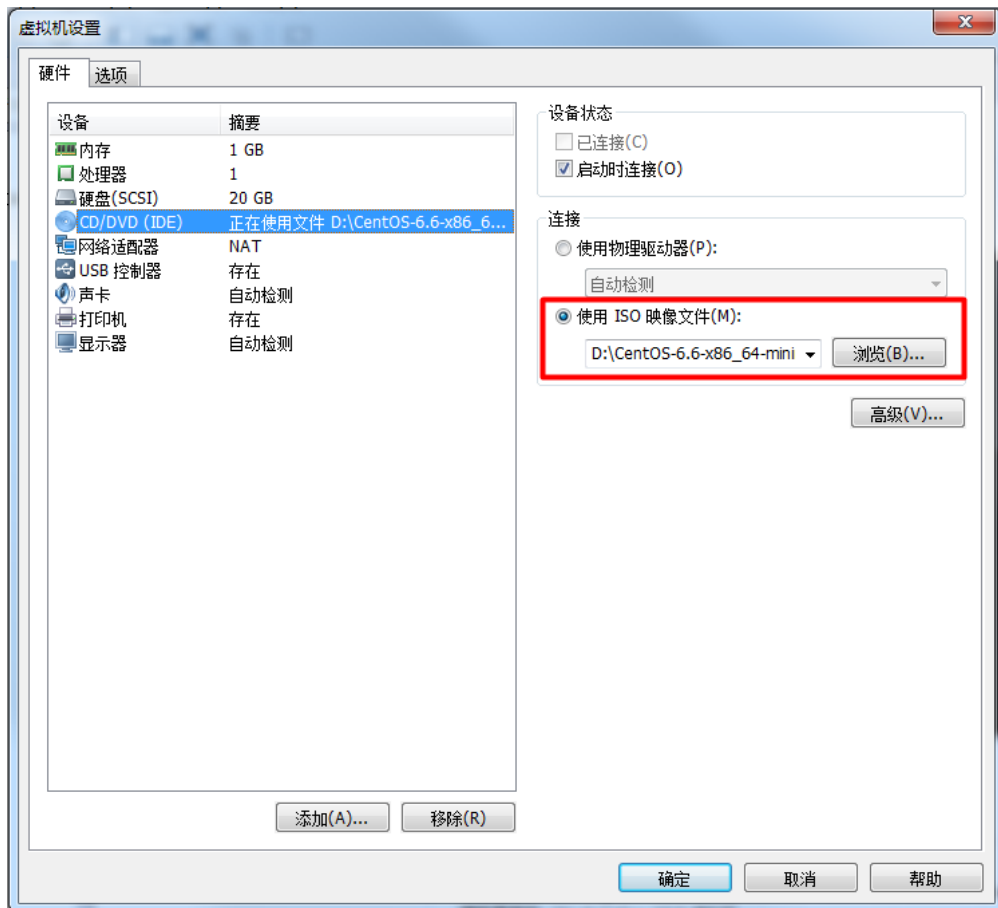 虚拟机设置
硬件 选项
设备 摘要
内存 1 GB
处理器 1
硬盘(SCSI) 20 GB
CD/DVD (IDE) 正在使用文件 D:\CentOS-6.6-x86_6...
网络适配器 NAT
USB 控制器 存在
声卡 自动检测
打印机 存在
显示器 自动检测
添加(A)... 移除(R)
设备状态
已连接(C)
启动时连接(O)
连接
使用物理驱动器(P):
自动检测
使用 ISO 映像文件(M):
D:\CentOS-6.6-x86_64-mini 浏览(B)...
高级(V)...
确定 取消 帮助